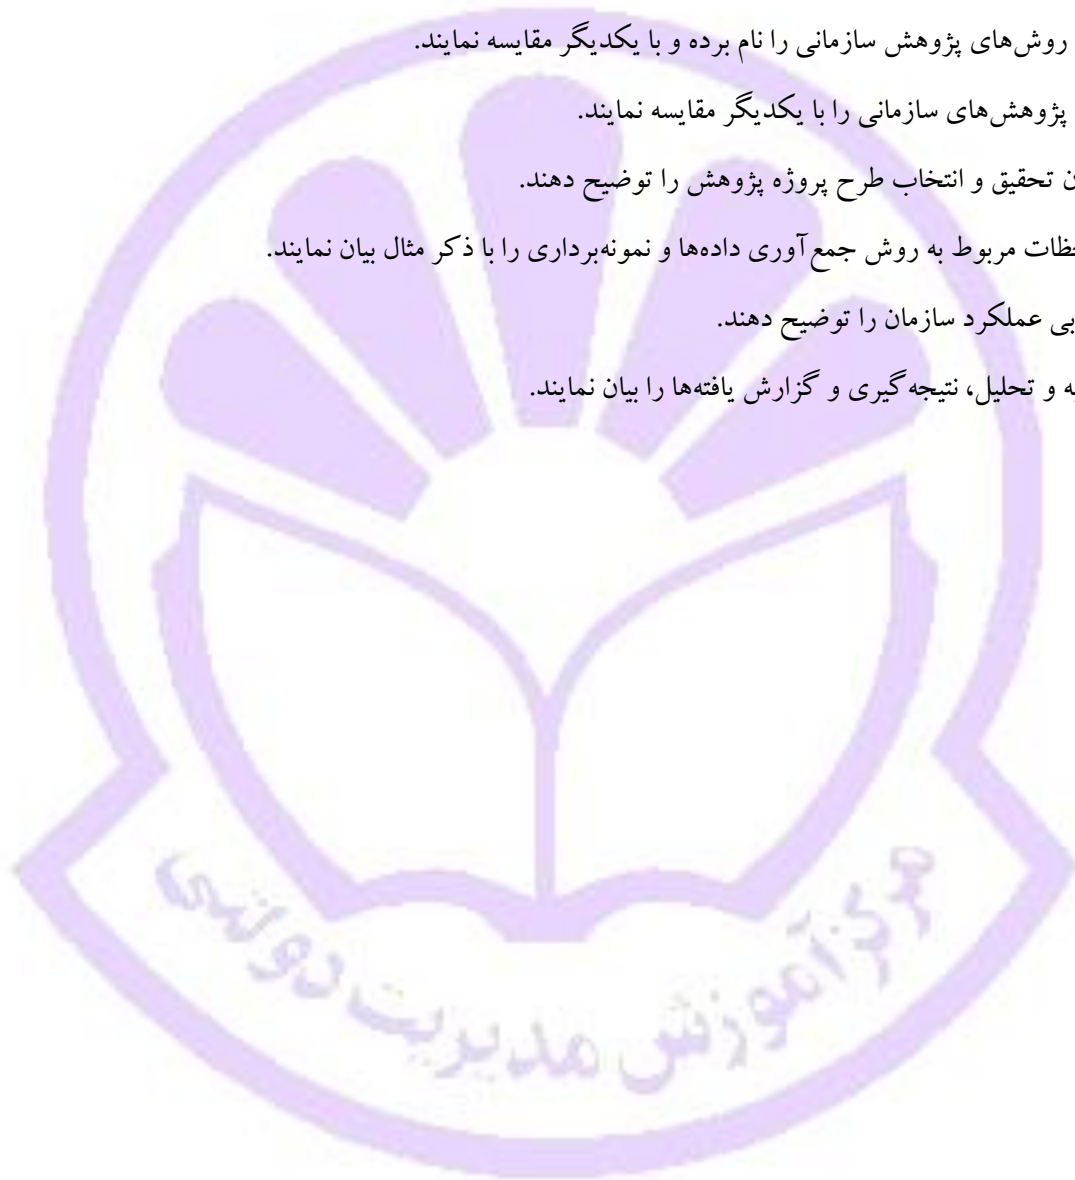 روش‌های پژوهش سازمانی را نام برده و با یکدیگر مقایسه نمایند.
پژوهش‌های سازمانی را با یکدیگر مقایسه نمایند.
تحقیق و انتخاب طرح پروژه پژوهش را توضیح دهند.
مربوط به روش جمع‌آوری داده‌ها و نمونه‌برداری را با ذکر مثال بیان نمایند.
عملکرد سازمان را توضیح دهند.
و تحلیل، نتیجه‌گیری و گزارش یافته‌ها را بیان نمایند.
مرکز آموزش مدیریت دولتی